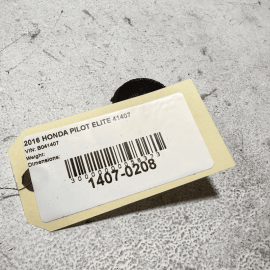 2016 HONDA PILOT ELITE 41407
VIN: B041407
Weight:
Dimensions:
1407-0208